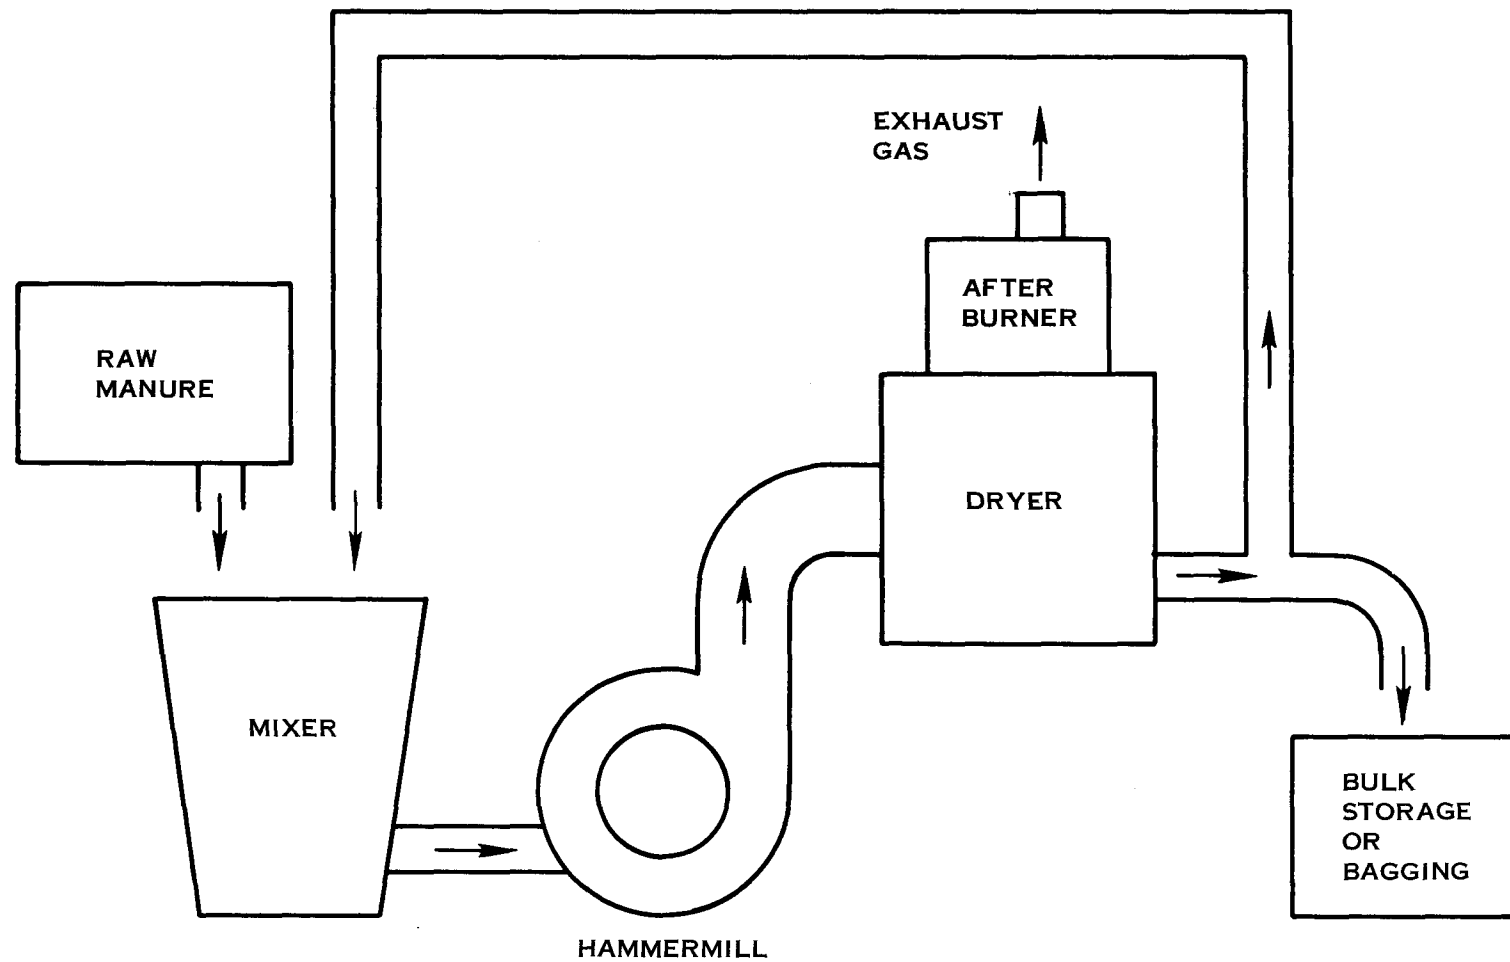 EXHAUST
GAS
AFTER
BURNER
RAW
MANURE
DRYER
MIXER
BULK
STORAGE
OR
BAGGING
HAMMERMILL